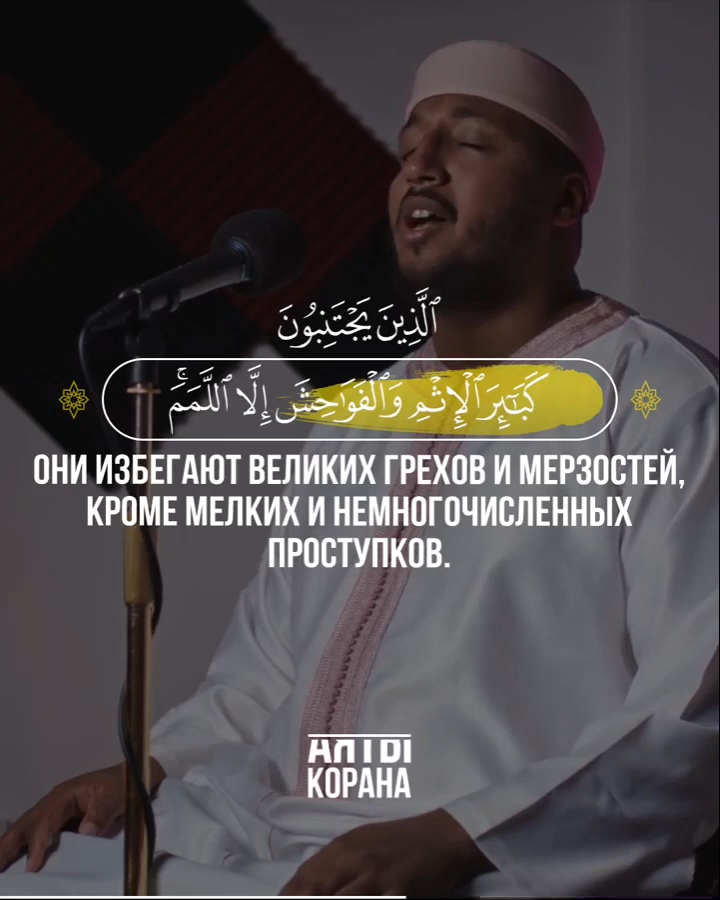 ٱلَّذِينَ يَجْتَنِبُونَ
كَبَـٰٓئِرَ ٱلْإِثْمِ وَٱلْفَوَٰحِشَ إِلَّا ٱللَّمَمَ ۚ
ОНИ ИЗБЕГАЮТ ВЕЛИКИХ ГРЕХОВ И МЕРЗОСТЕЙ,
КРОМЕ МЕЛКИХ И НЕМНОГОЧИСЛЕННЫХ
ПРОСТУПКОВ.
КОРАНА